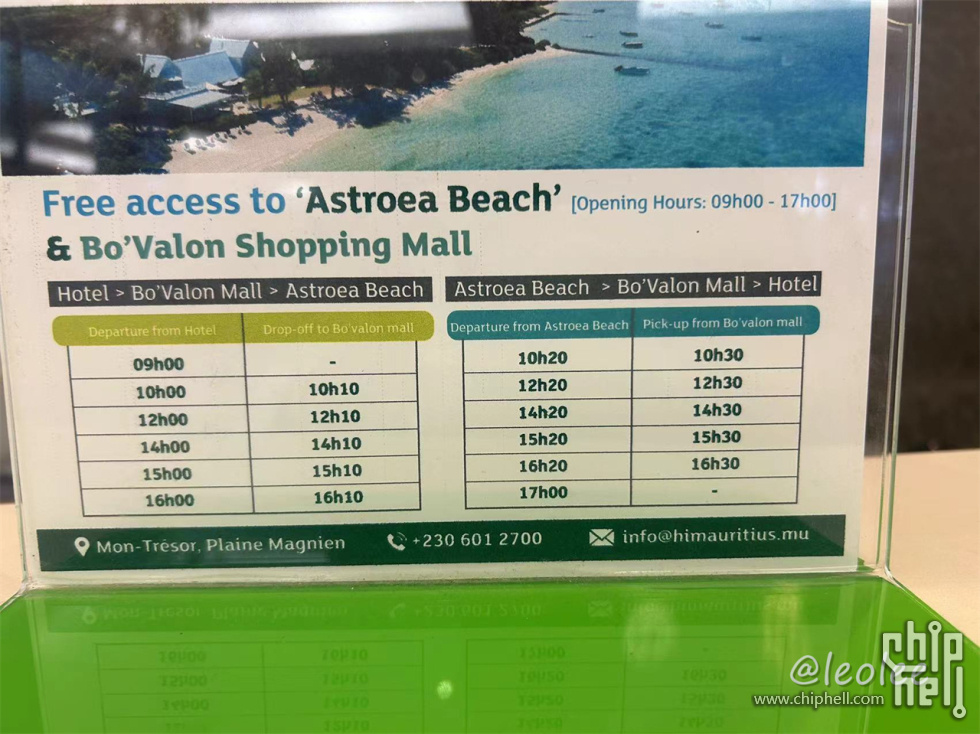 Free access to ‘Astroea Beach’ [Opening Hours: 09h00 - 17h00]
& Bo’Valon Shopping Mall
Hotel > Bo’Valon Mall > Astroea Beach
Departure from Hotel Drop-off to Bo’valon mall
09h00 -
10h00 10h10
12h00 12h10
14h00 14h10
15h00 15h10
16h00 16h10
Astroea Beach > Bo’Valon Mall > Hotel
Departure from Astroea Beach Pick-up from Bo’valon mall
10h20 10h30
12h20 12h30
14h20 14h30
15h20 15h30
16h20 16h30
17h00 -
Mon-Trésor, Plaine Magnien +230 601 2700 info@himauritius.mu
@leolee
www.chiphell.com
chip hell